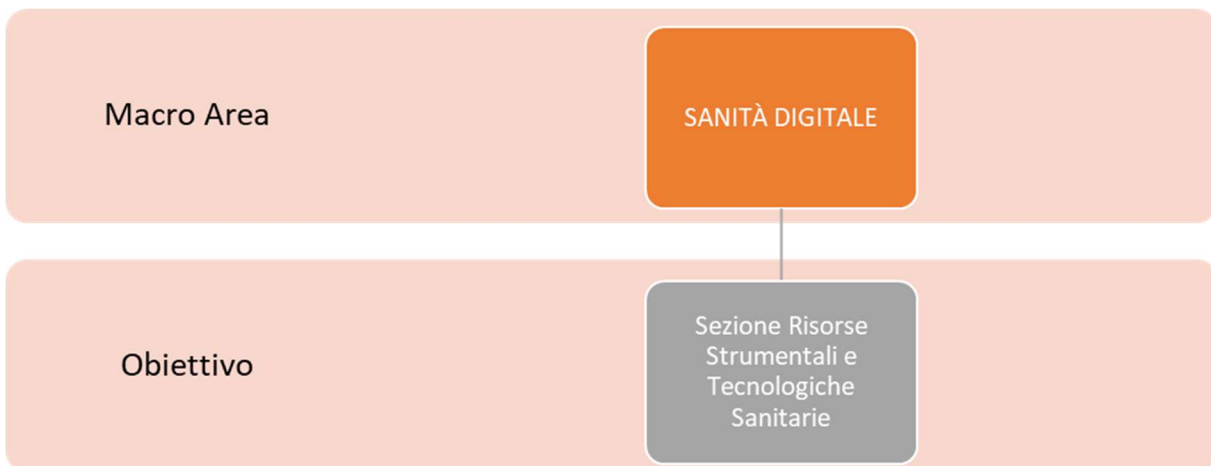 Macro Area
SANITÀ DIGITALE
Obiettivo
Sezione Risorse
Strumentali e
Tecnologiche
Sanitarie